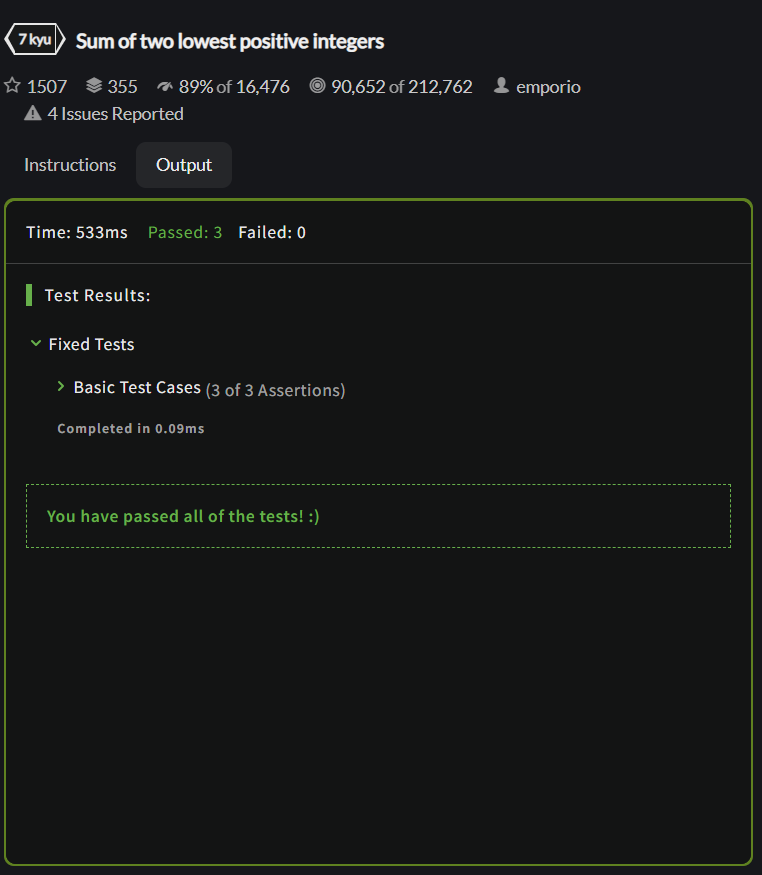 7 kyu Sum of two lowest positive integers
1507 355 89% of 16,476 90,652 of 212,762 emporio
4 Issues Reported
Instructions Output
Time: 533ms Passed: 3 Failed: 0
Test Results:
Fixed Tests
Basic Test Cases (3 of 3 Assertions)
Completed in 0.09ms
You have passed all of the tests! :)